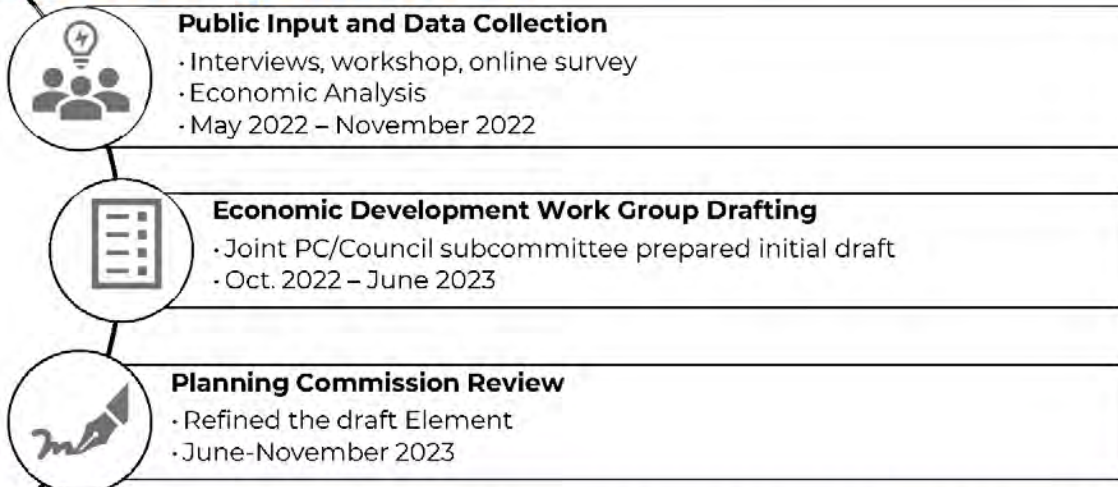 Public Input and Data Collection
· Interviews, workshop, online survey
· Economic Analysis
· May 2022 – November 2022
Economic Development Work Group Drafting
· Joint PC/Council subcommittee prepared initial draft
· Oct. 2022 – June 2023
Planning Commission Review
· Refined the draft Element
· June-November 2023